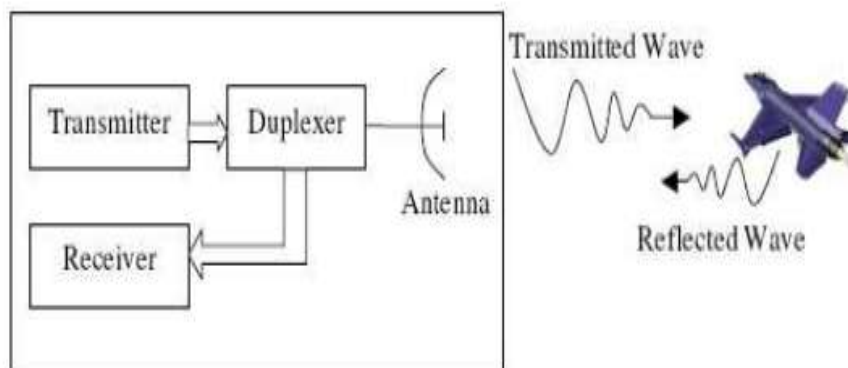 Transmitted Wave
Transmitter
Duplexer
Antenna
Receiver
Reflected Wave